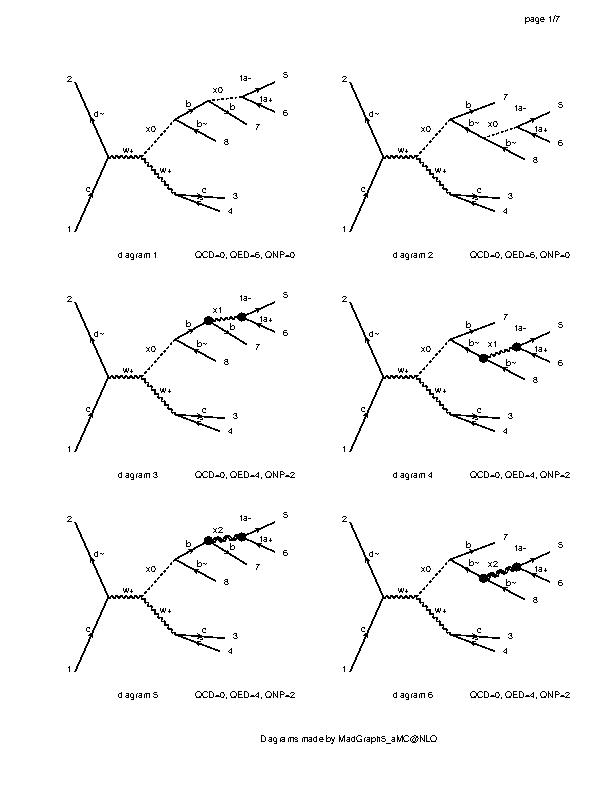 page 1/7
2
d~
c
1
w+
x0
w+
b
x0
b
b~
ta-
ta+
5
6
7
8
c
3
4
diagram 1 QCD=0, QED=6, QNP=0
2
d~
c
1
w+
x0
w+
b
b~
x0
b~
ta-
ta+
7
5
6
8
c
3
4
diagram 2 QCD=0, QED=6, QNP=0
2
d~
c
1
w+
x0
w+
b
x1
b
b~
ta-
ta+
5
6
7
8
c
3
4
diagram 3 QCD=0, QED=4, QNP=2
2
d~
c
1
w+
x0
w+
b
b~
x1
b~
ta-
ta+
7
5
6
8
c
3
4
diagram 4 QCD=0, QED=4, QNP=2
2
d~
c
1
w+
x0
w+
b
x2
b
b~
ta-
ta+
5
6
7
8
c
3
4
diagram 5 QCD=0, QED=4, QNP=2
2
d~
c
1
w+
x0
w+
b
b~
x2
b~
ta-
ta+
7
5
6
8
c
3
4
diagram 6 QCD=0, QED=4, QNP=2
Diagrams made by MadGraph5_aMC@NLO